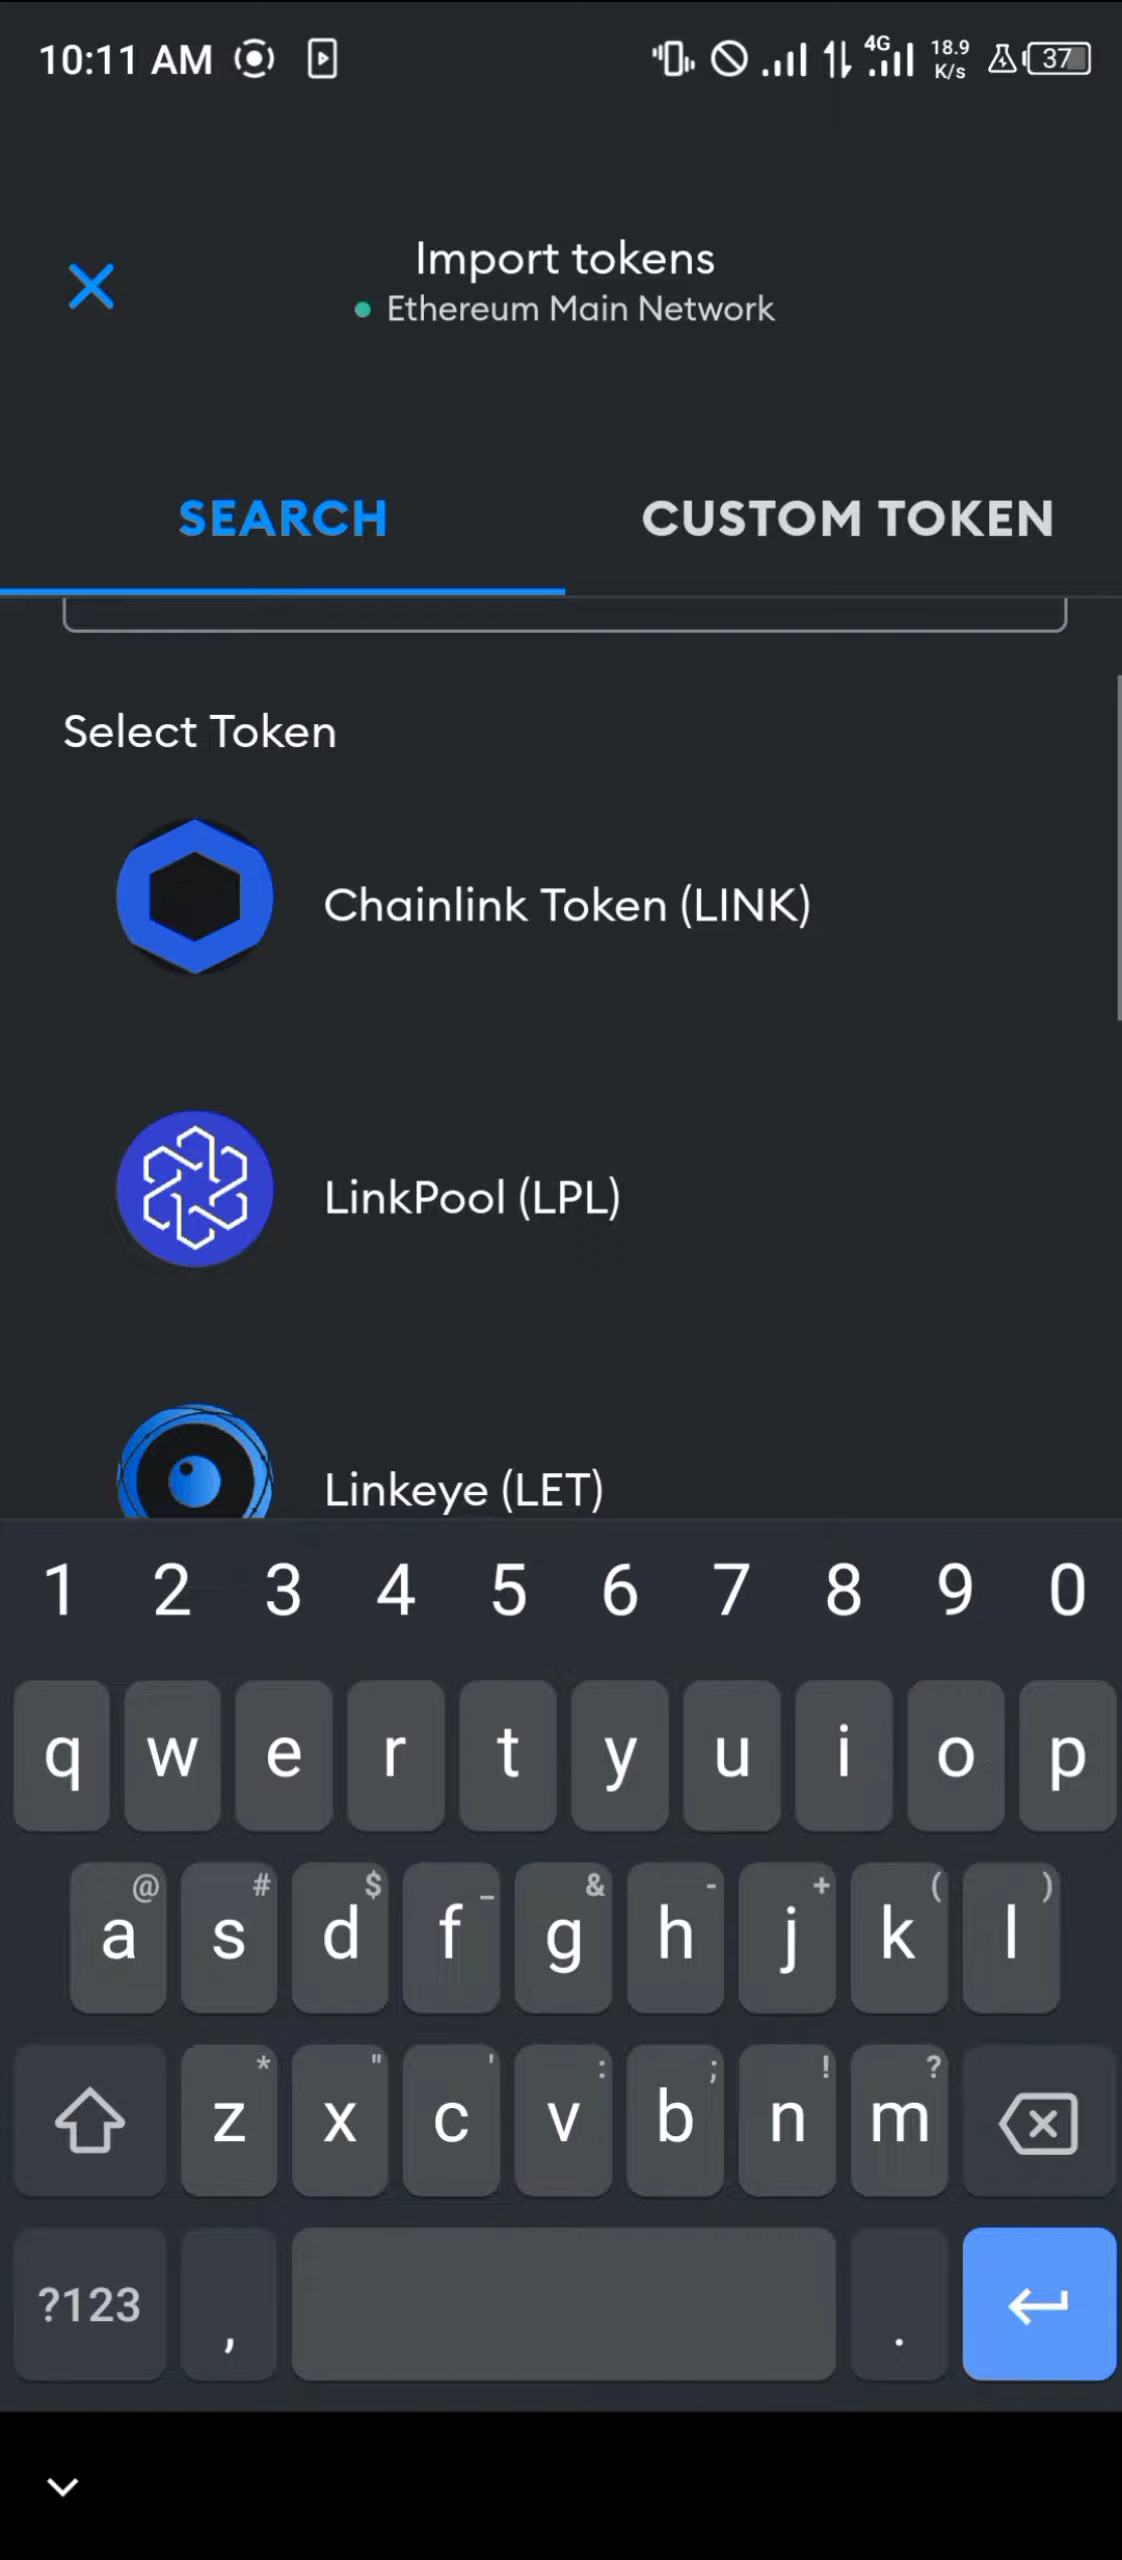 10:11 AM 4G 18.9 K/s 37
Import tokens
Ethereum Main Network
SEARCH CUSTOM TOKEN
Select Token
Chainlink Token (LINK)
LinkPool (LPL)
Linkeye (LET)
1 2 3 4 5 6 7 8 9 0
q w e r t y u i o p
@ # $ _ & - + ( )
a s d f g h j k l
* " ' : ; ! ?
z x c v b n m
?123 , .